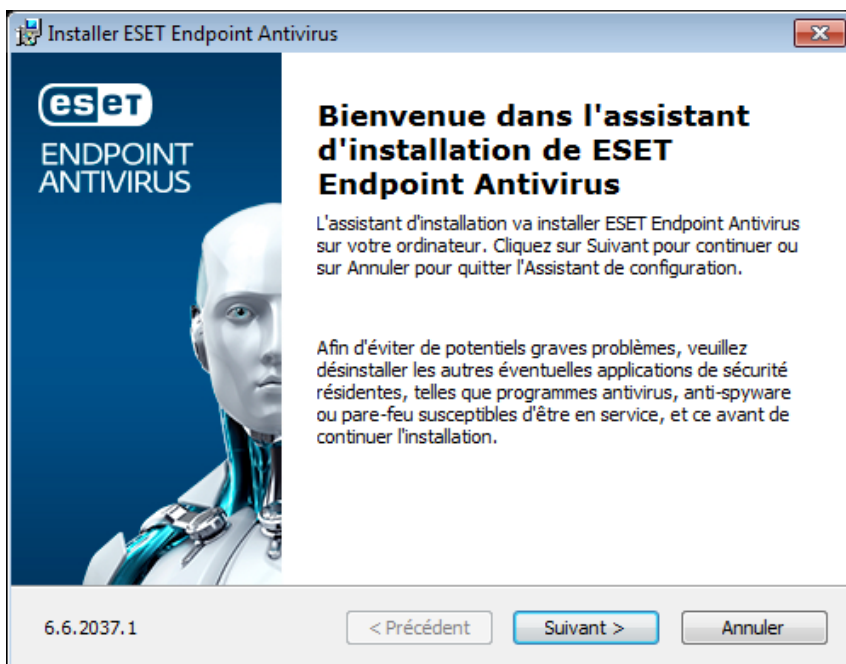 Installer ESET Endpoint Antivirus
eset
ENDPOINT
ANTIVIRUS
Bienvenue dans l'assistant
d'installation de ESET
Endpoint Antivirus
L'assistant d'installation va installer ESET Endpoint Antivirus
sur votre ordinateur. Cliquez sur Suivant pour continuer ou
sur Annuler pour quitter l'Assistant de configuration.
Afin d'éviter de potentiels graves problèmes, veuillez
désinstaller les autres éventuelles applications de sécurité
résidentes, telles que programmes antivirus, anti-spyware
ou pare-feu susceptibles d'être en service, et ce avant de
continuer l'installation.
6.6.2037.1
< Précédent
Suivant >
Annuler